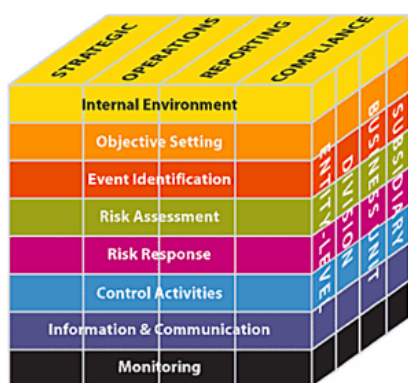 STRATEGIC
OPERATIONS
REPORTING
COMPLIANCE
Internal Environment
Objective Setting
Event Identification
Risk Assessment
Risk Response
Control Activities
Information & Communication
Monitoring
ENTITY-LEVEL
DIVISION
BUSINESS UNIT
SUBSIDIARY